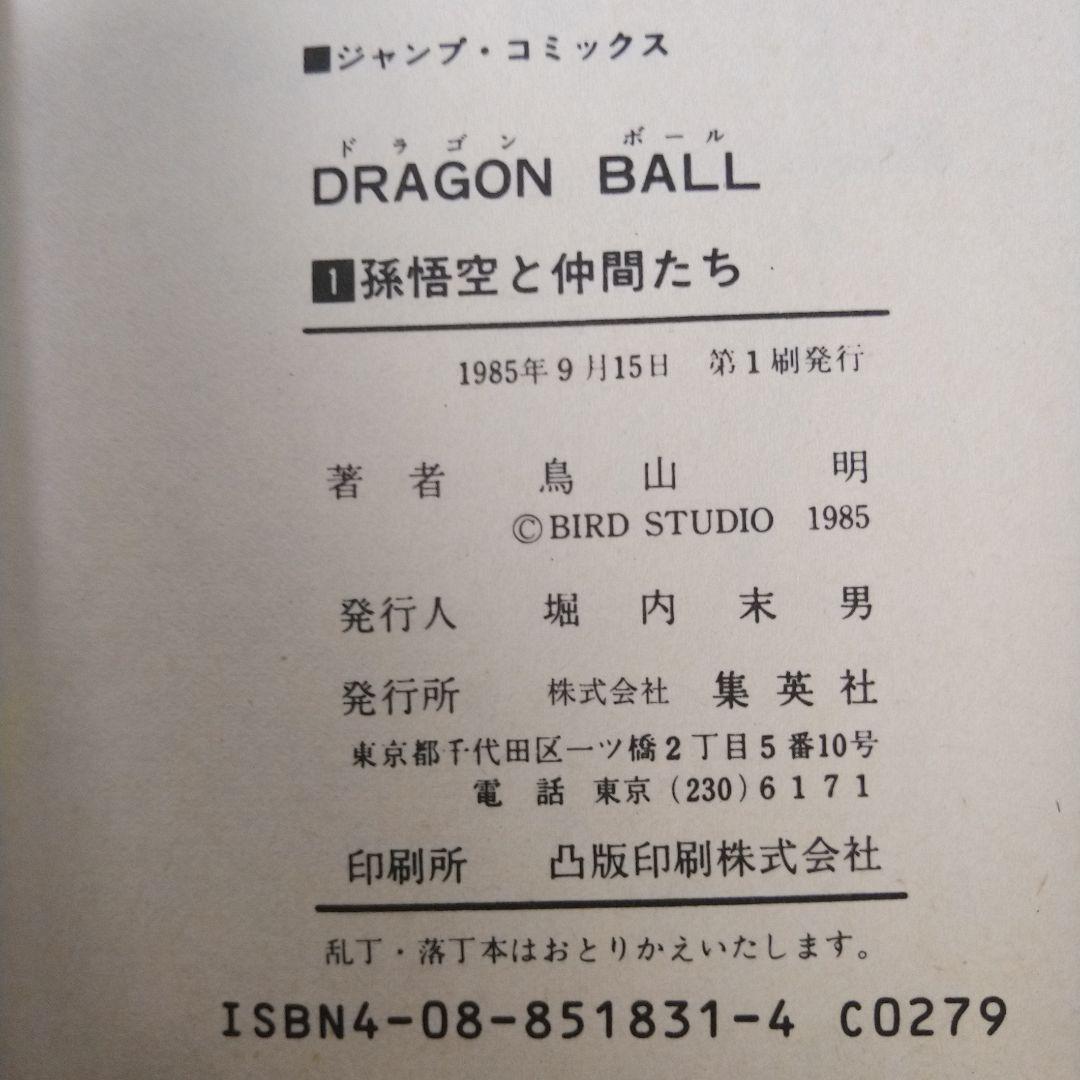 ■ジャンプ・コミックス
ドラゴン ボール
DRAGON BALL
1孫悟空と仲間たち
1985年9月15日 第1刷発行
著者 鳥山明
©BIRD STUDIO 1985
発行人 堀内末男
発行所 株式会社 集英社
東京都千代田区一ツ橋2丁目5番10号
電話 東京(230)6171
印刷所 凸版印刷株式会社
乱丁・落丁本はおとりかえいたします。
ISBN4-08-851831-4 C0279